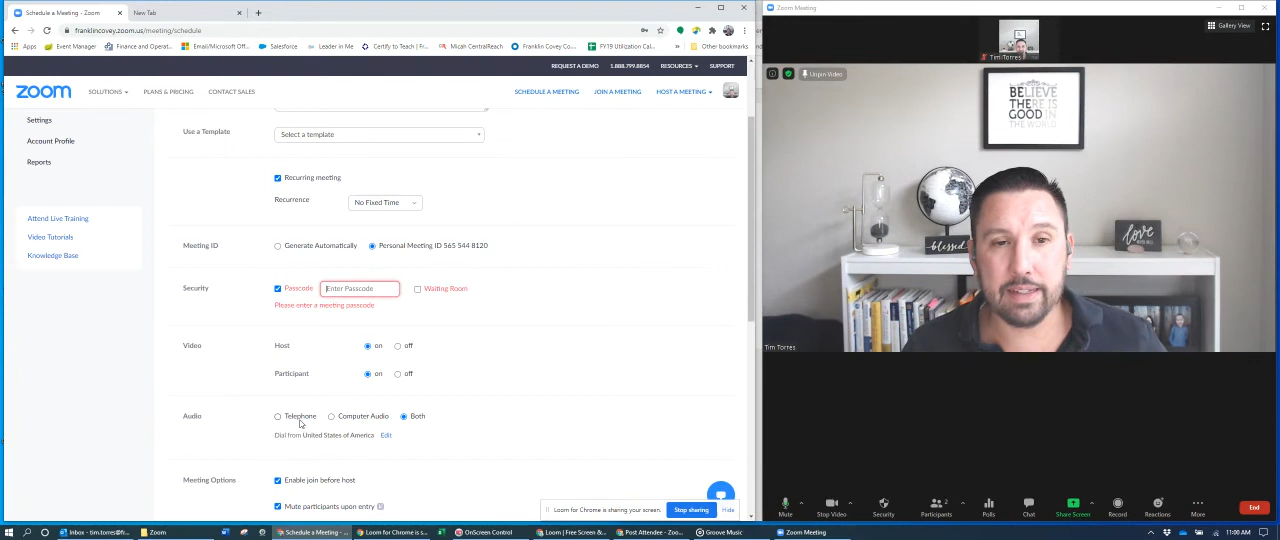 Schedule a Meeting - Zoom
New Tab
franklincovey.zoom.us/meeting/schedule
Apps
Event Manager
Finance and Operat...
Email/Microsoft Off...
Salesforce
Leader in Me
Certify to Teach | Fr...
Micah CentralReach
Franklin Covey Co...
FY19 Utilization Cal...
Other bookmarks
REQUEST A DEMO
1.888.799.8854
RESOURCES
SUPPORT
zoom
SOLUTIONS
PLANS & PRICING
CONTACT SALES
SCHEDULE A MEETING
JOIN A MEETING
HOST A MEETING
Settings
Account Profile
Reports
Attend Live Training
Video Tutorials
Knowledge Base
Use a Template
Select a template
Recurring meeting
Recurrence
No Fixed Time
Meeting ID
Generate Automatically
Personal Meeting ID 565 544 8120
Security
Passcode
Enter Passcode
Waiting Room
Please enter a meeting passcode
Video
Host
on
off
Participant
on
off
Audio
Telephone
Computer Audio
Both
Dial from United States of America
Edit
Meeting Options
Enable join before host
Mute participants upon entry
Loom for Chrome is sharing your screen.
Stop sharing
Hide
Zoom Meeting
Gallery View
Tim Torres
Unpin Video
BELIEVE
THERE IS
GOOD IN
THE WORLD
blessed
love
Tim Torres
Mute
Stop Video
Security
Participants
2
Polls
Chat
Share Screen
Record
Reactions
More
End
Inbox - tim.torres@fr...
Zoom
Schedule a Meeting - ...
Loom for Chrome is s...
OnScreen Control
Loom | Free Screen &...
Post Attendee - Zoom...
Groove Music
Zoom Meeting
11:00 AM